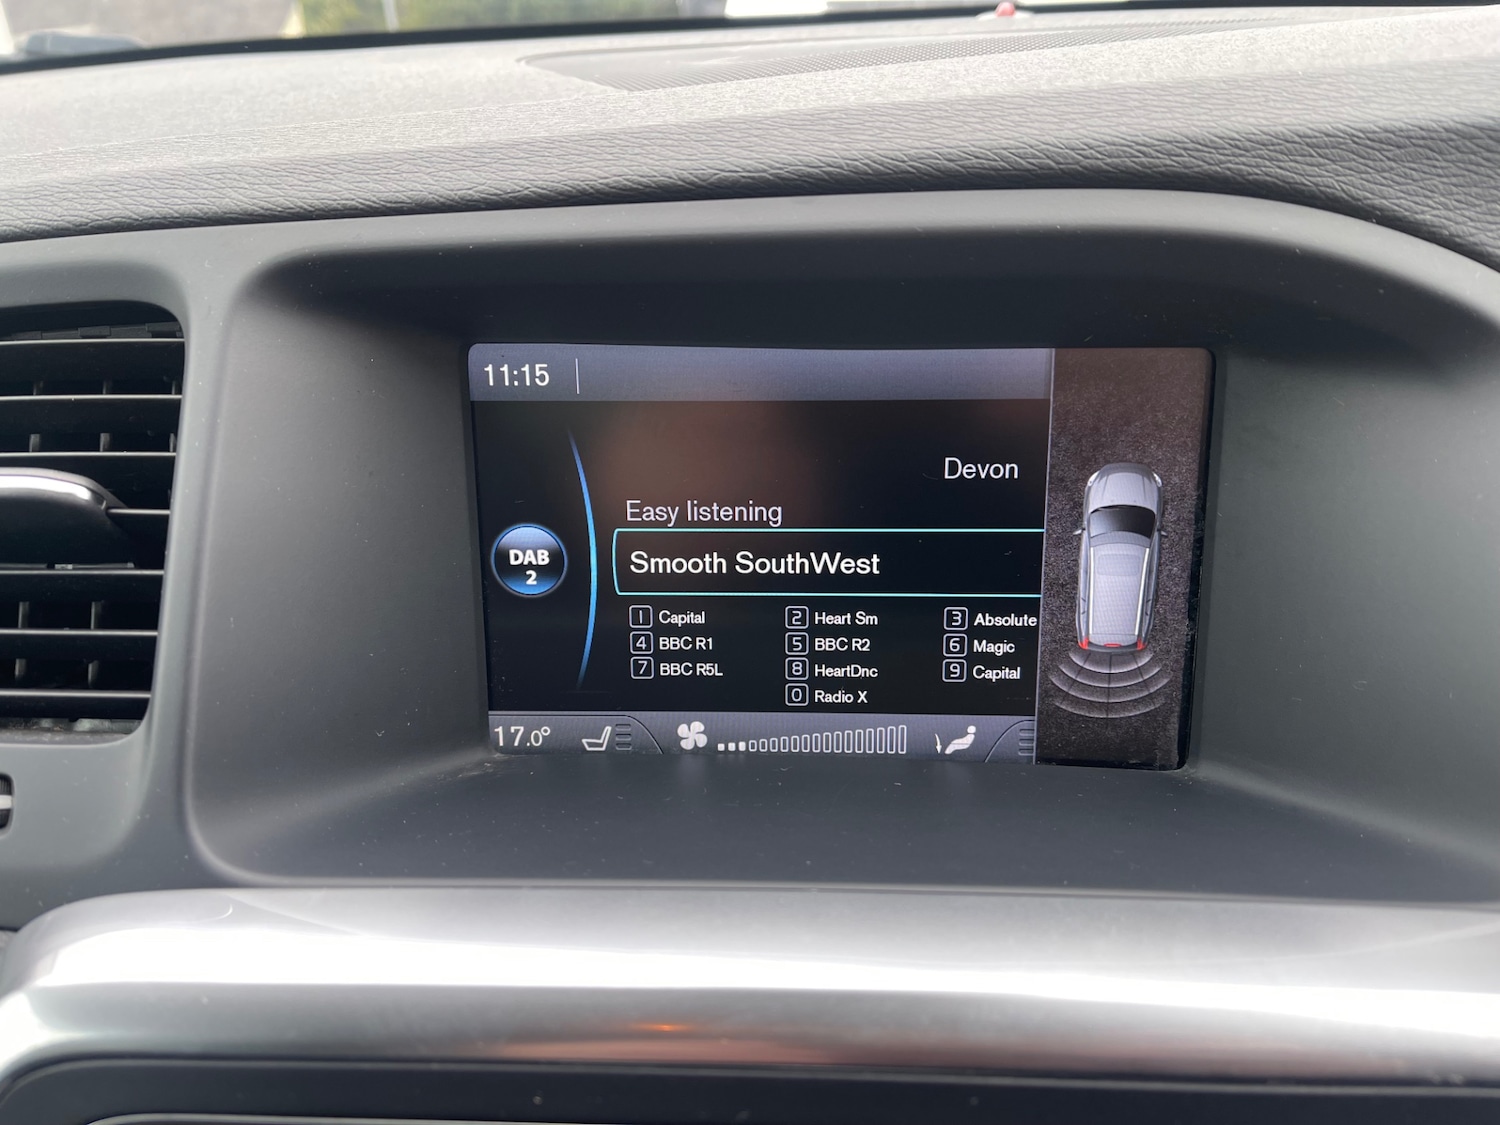 11:15
Devon
Easy listening
DAB
2
Smooth SouthWest
1 Capital 2 Heart Sm 3 Absolute
4 BBC R1 5 BBC R2 6 Magic
7 BBC R5L 8 HeartDnc 9 Capital
0 Radio X
17.0°